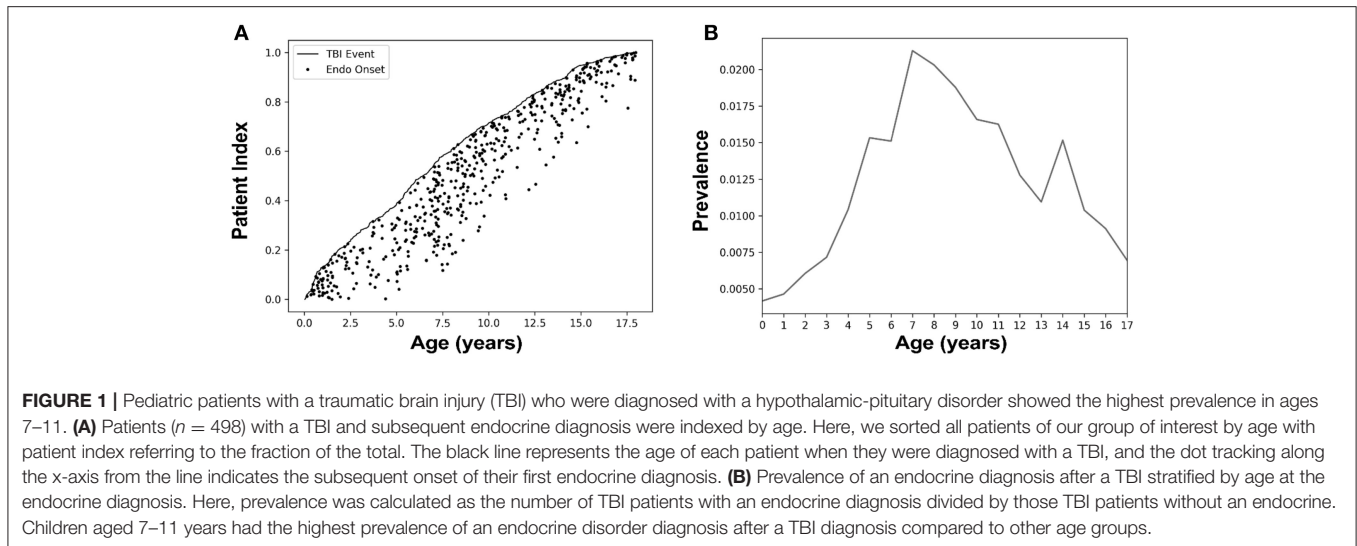 A
TBI Event
Endo Onset
1.0
0.8
0.6
0.4
0.2
0.0
Patient Index
0.0 2.5 5.0 7.5 10.0 12.5 15.0 17.5
Age (years)
B
0.0200
0.0175
0.0150
0.0125
0.0100
0.0075
0.0050
Prevalence
0 1 2 3 4 5 6 7 8 9 10 11 12 13 14 15 16 17
Age (years)
FIGURE 1 | Pediatric patients with a traumatic brain injury (TBI) who were diagnosed with a hypothalamic-pituitary disorder showed the highest prevalence in ages
7–11. (A) Patients (n = 498) with a TBI and subsequent endocrine diagnosis were indexed by age. Here, we sorted all patients of our group of interest by age with
patient index referring to the fraction of the total. The black line represents the age of each patient when they were diagnosed with a TBI, and the dot tracking along
the x-axis from the line indicates the subsequent onset of their first endocrine diagnosis. (B) Prevalence of an endocrine diagnosis after a TBI stratified by age at the
endocrine diagnosis. Here, prevalence was calculated as the number of TBI patients with an endocrine diagnosis divided by those TBI patients without an endocrine.
Children aged 7–11 years had the highest prevalence of an endocrine disorder diagnosis after a TBI diagnosis compared to other age groups.